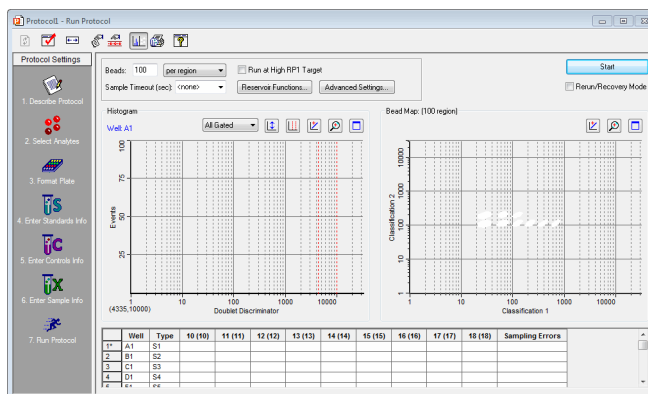 Protocol1 - Run Protocol
Protocol Settings
1. Describe Protocol
2. Select Analytes
3. Format Plate
4. Enter Standards Info
5. Enter Controls Info
6. Enter Sample Info
7. Run Protocol
Beads: 100 per region Run at High RP1 Target
Start
Sample Timeout (sec): <none> Reservoir Functions... Advanced Settings...
Rerun/Recovery Mode
Histogram
Well: A1 All Gated
100
75
50
25
Events
1 10 100 1000 10000
(4335,10000) Doublet Discriminator
Bead Map: (100 region)
10000
1000
100
10
1
Classification 2
1 10 100 1000 10000
Classification 1
Well Type 10 (10) 11 (11) 12 (12) 13 (13) 14 (14) 15 (15) 16 (16) 17 (17) 18 (18) Sampling Errors
1* A1 S1
2 B1 S2
3 C1 S3
4 D1 S4